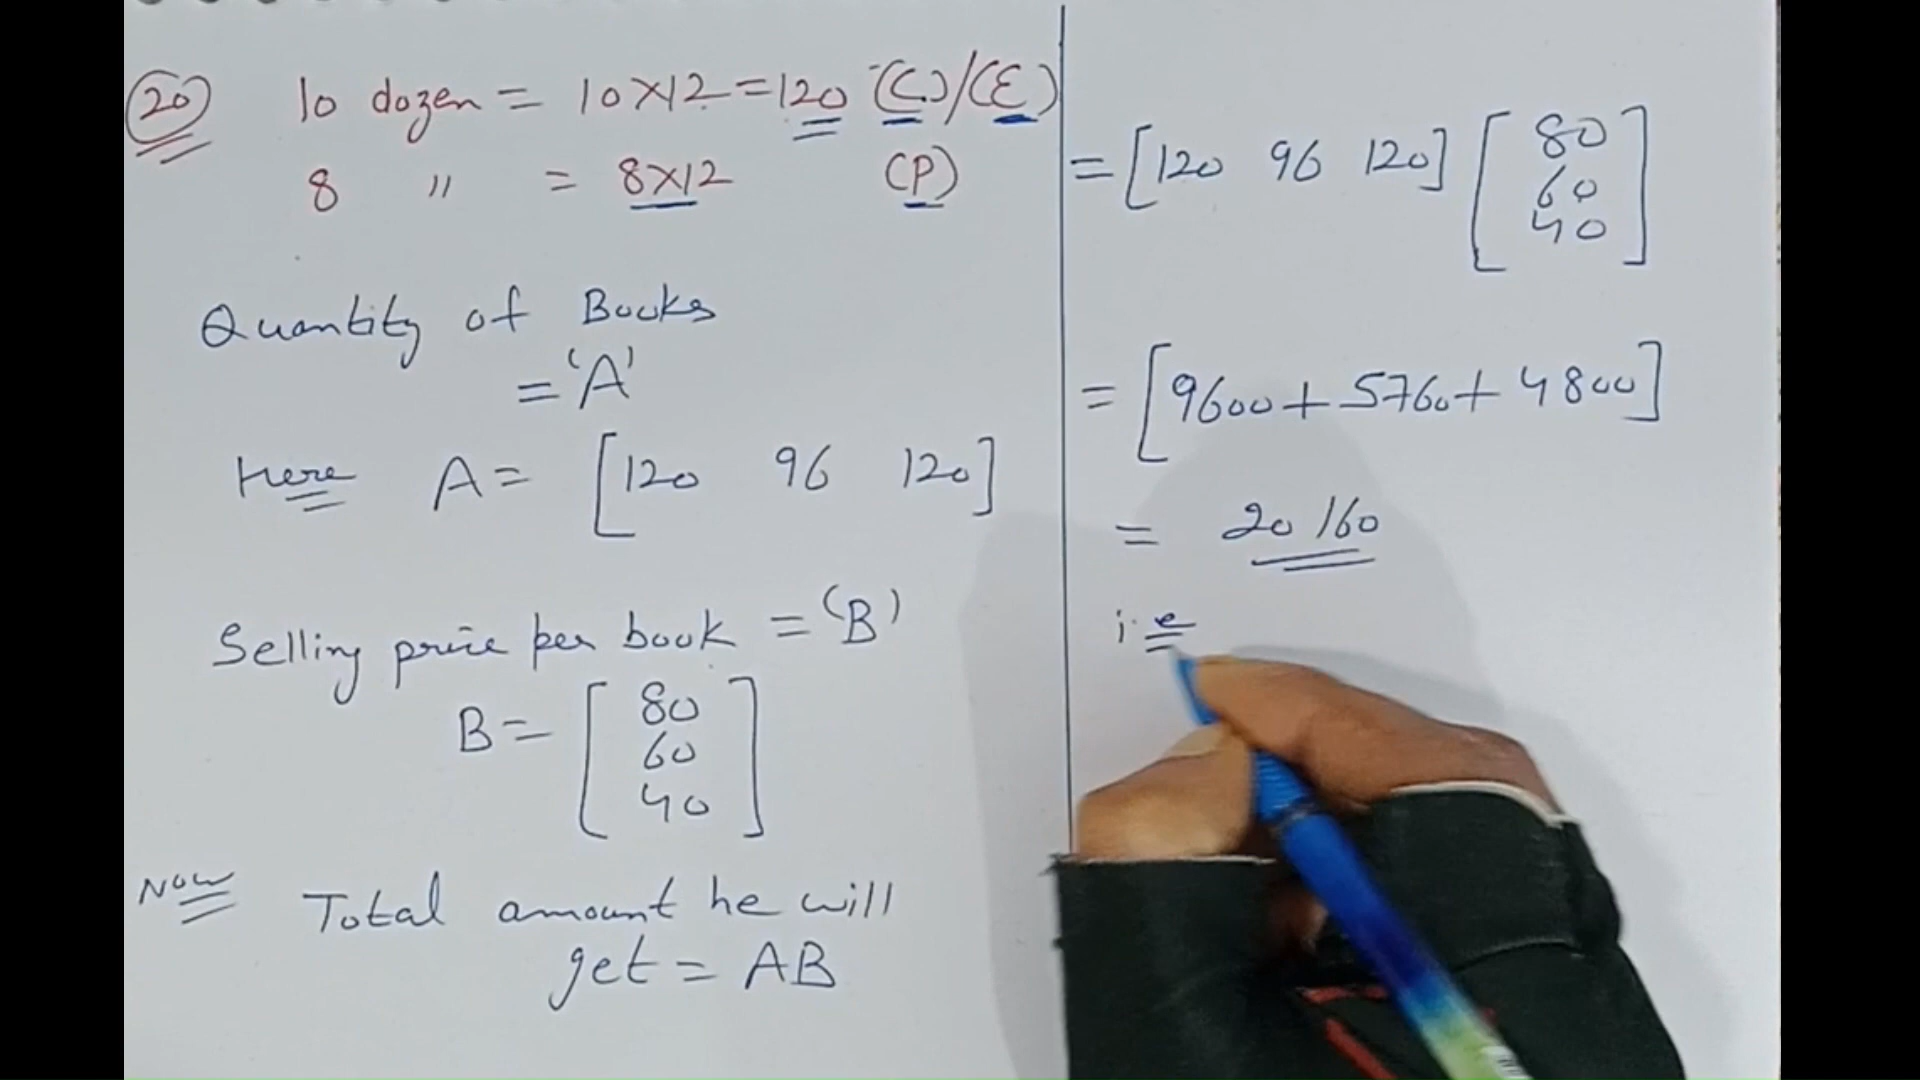 20 10 dozen = 10×12 = 120 (C)/(E)
8 〃 = 8×12 (P)
Quantity of Books
= 'A'
Here A = [120 96 120]
Selling price per book = (B)
B = [80
60
40]
Now Total amount he will
get = AB
= [120 96 120] [80
60
40]
= [9600 + 5760 + 4800]
= 20160
i.e